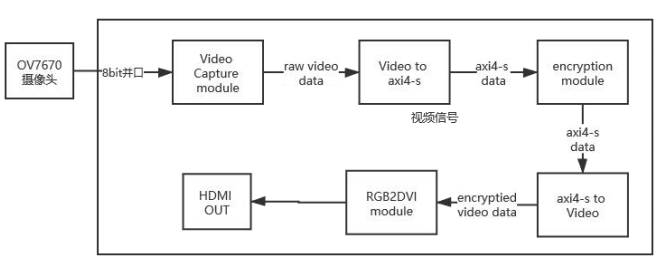 OV7670
摄像头
8bit并口
Video
Capture
module
raw video
data
Video to
axi4-s
axi4-s
data
encryption
module
视频信号
axi4-s
data
HDMI
OUT
RGB2DVI
module
encryptied
video data
axi4-s to
Video